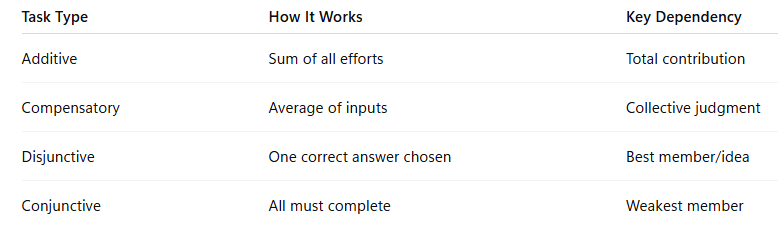 Task Type How It Works Key Dependency
Additive Sum of all efforts Total contribution
Compensatory Average of inputs Collective judgment
Disjunctive One correct answer chosen Best member/idea
Conjunctive All must complete Weakest member